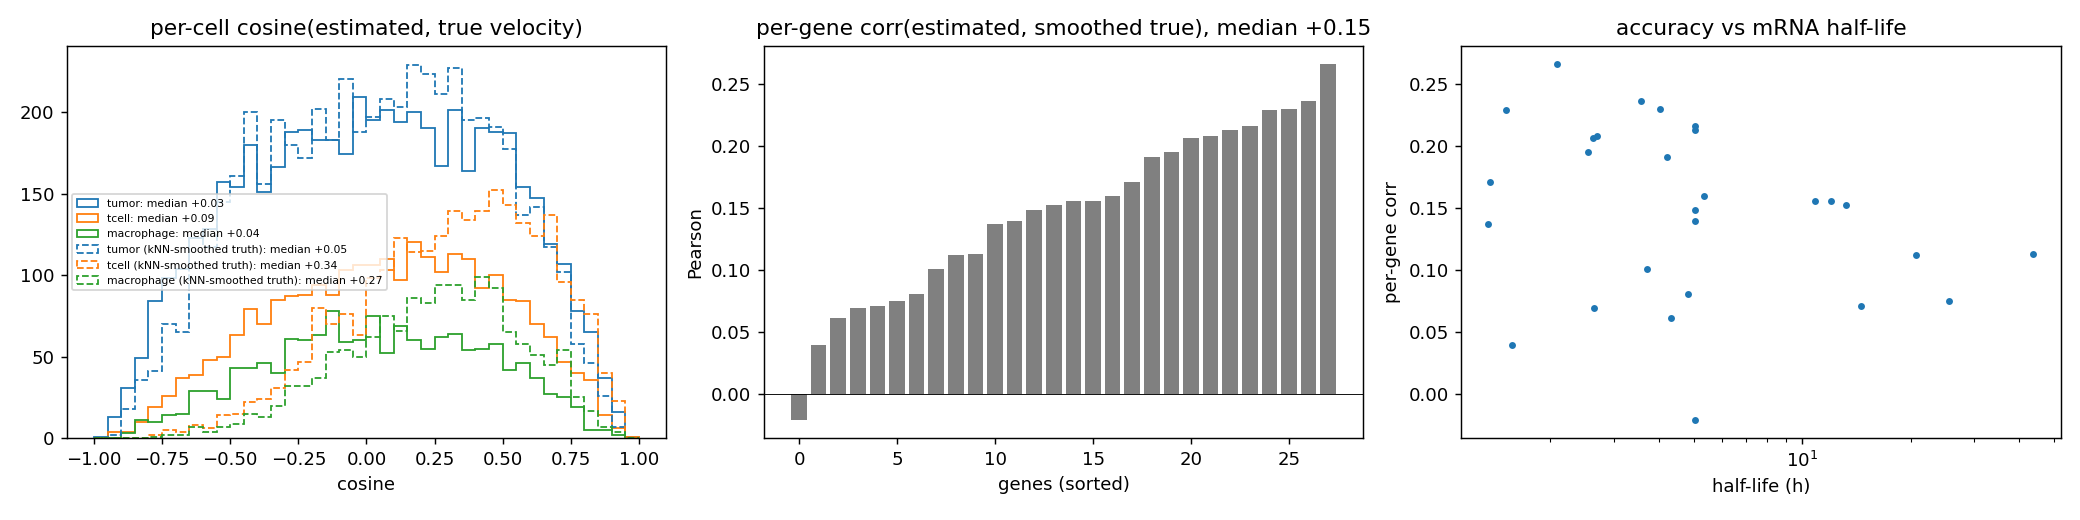 per-cell cosine(estimated, true velocity)
200
150
100
50
0
tumor: median +0.03
tcell: median +0.09
macrophage: median +0.04
tumor (kNN-smoothed truth): median +0.05
tcell (kNN-smoothed truth): median +0.34
macrophage (kNN-smoothed truth): median +0.27
−1.00 −0.75 −0.50 −0.25 0.00 0.25 0.50 0.75 1.00
cosine
per-gene corr(estimated, smoothed true), median +0.15
Pearson
0.25
0.20
0.15
0.10
0.05
0.00
0 5 10 15 20 25
genes (sorted)
accuracy vs mRNA half-life
per-gene corr
0.25
0.20
0.15
0.10
0.05
0.00
10¹
half-life (h)